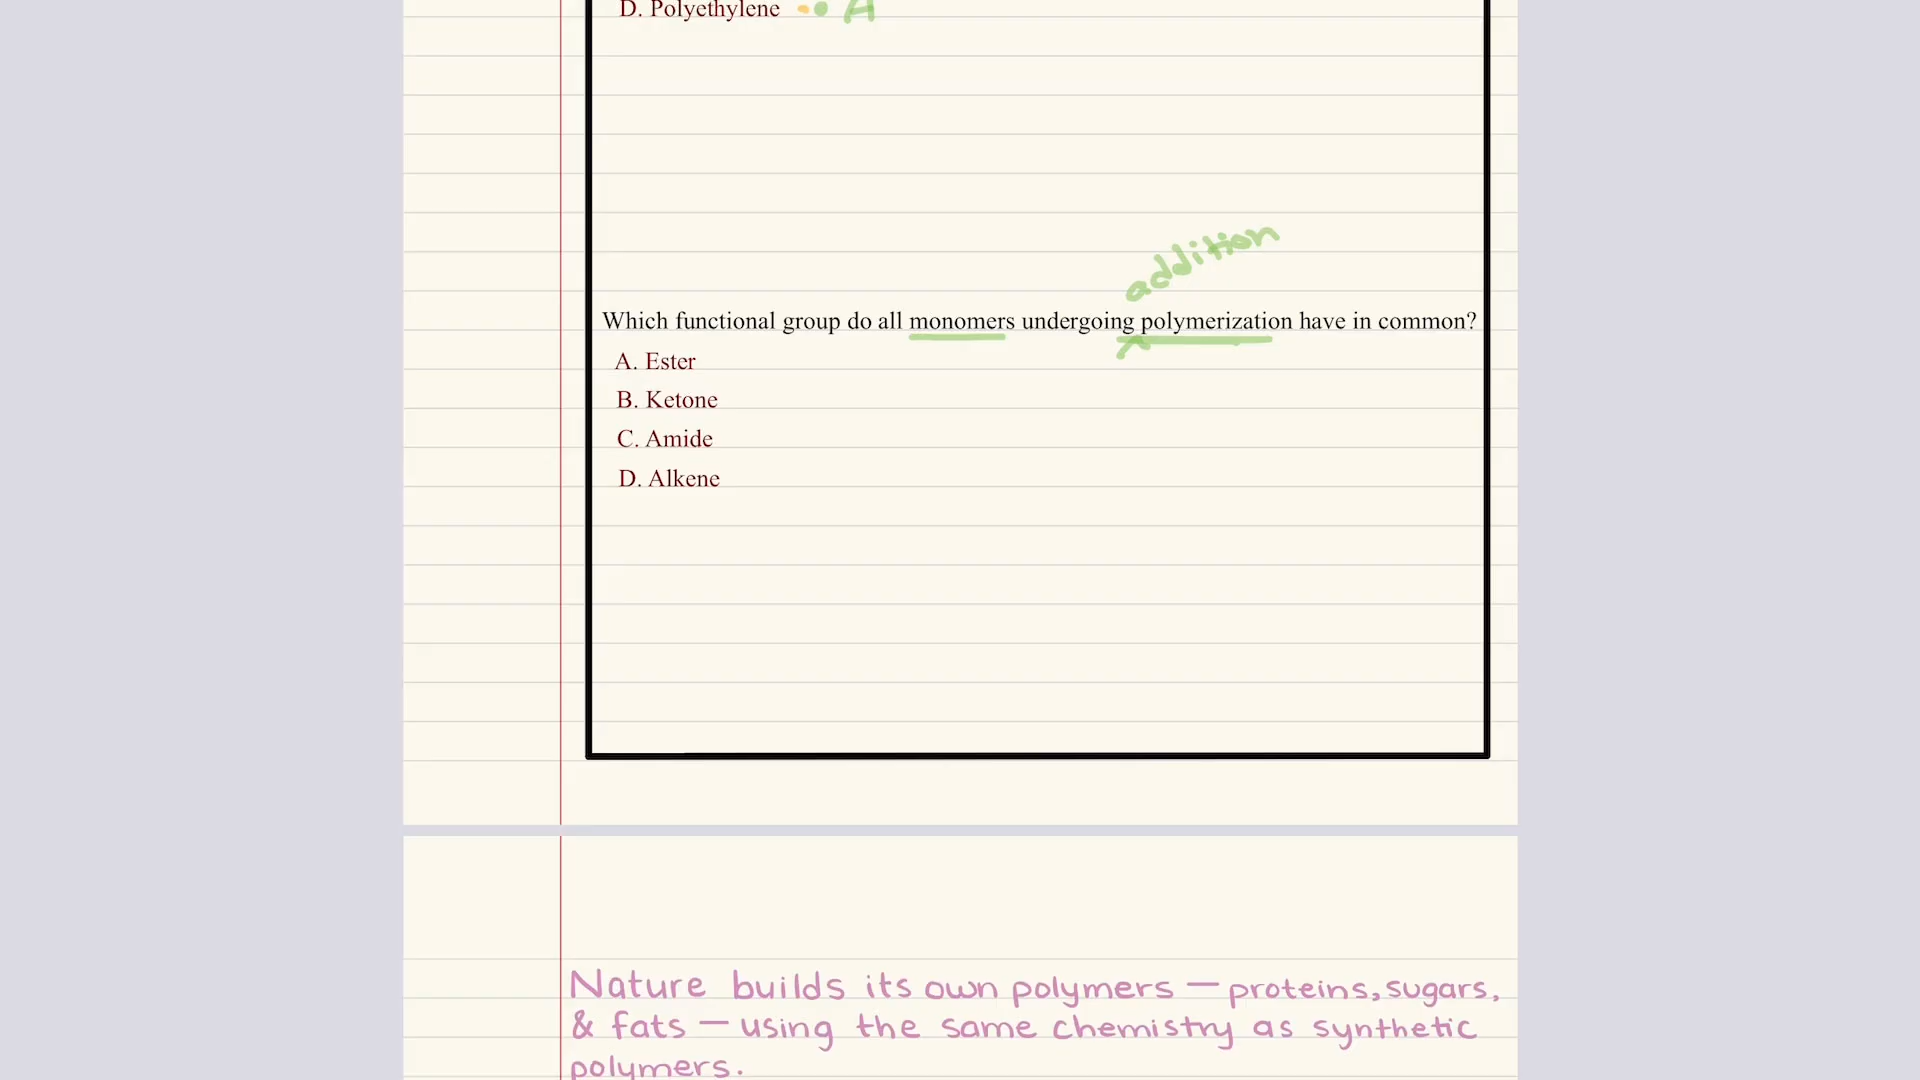 D. Polyethylene A
addition
Which functional group do all monomers undergoing polymerization have in common?
A. Ester
B. Ketone
C. Amide
D. Alkene
Nature builds its own polymers — proteins, sugars,
& fats — using the same chemistry as synthetic
polymers.